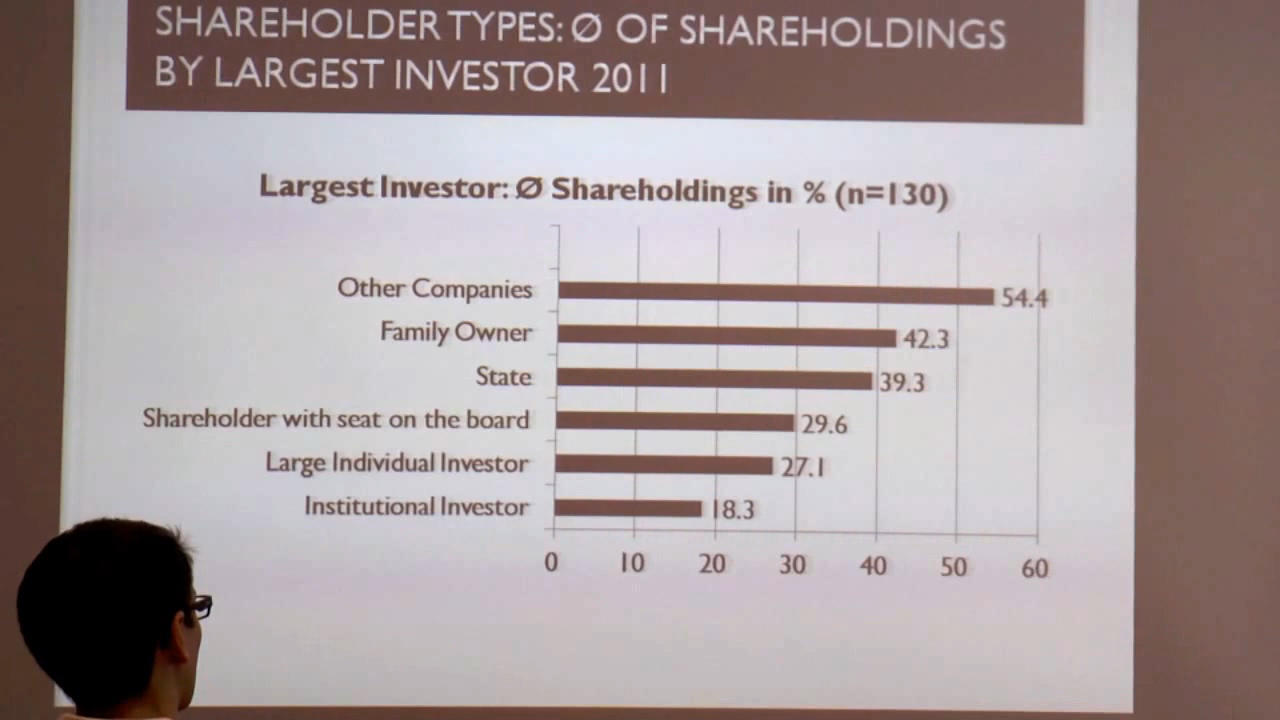 SHAREHOLDER TYPES: Ø OF SHAREHOLDINGS
BY LARGEST INVESTOR 2011
Largest Investor: Ø Shareholdings in % (n=130)
Other Companies 54.4
Family Owner 42.3
State 39.3
Shareholder with seat on the board 29.6
Large Individual Investor 27.1
Institutional Investor 18.3
0 10 20 30 40 50 60